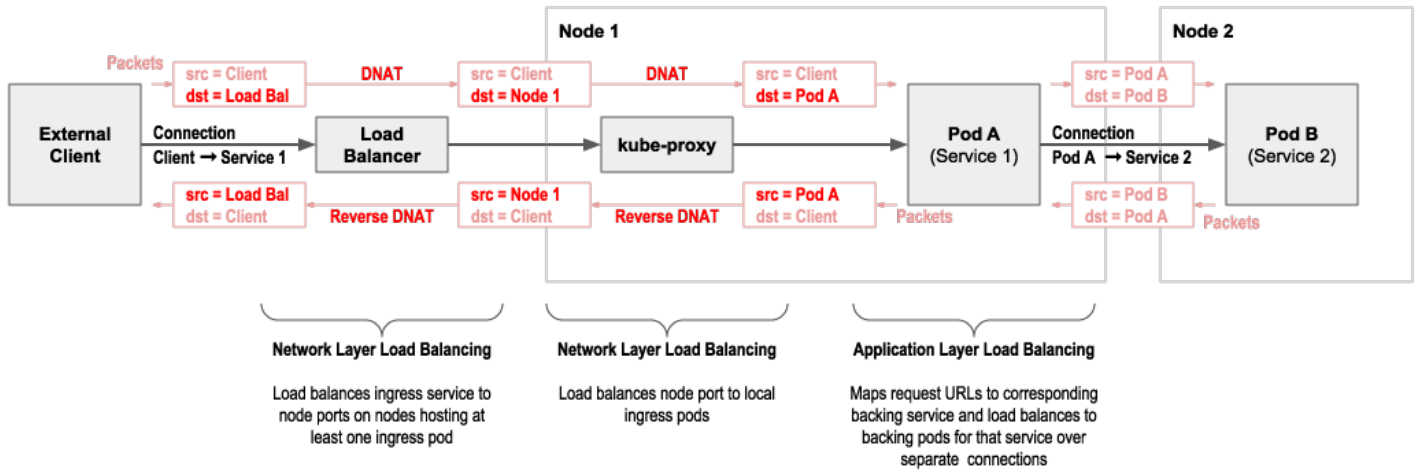 Node 1
Node 2
Packets
src = Client
dst = Load Bal
DNAT
src = Client
dst = Node 1
DNAT
src = Client
dst = Pod A
src = Pod A
dst = Pod B
External
Client
Connection
Client → Service 1
Load
Balancer
kube-proxy
Pod A
(Service 1)
Connection
Pod A → Service 2
Pod B
(Service 2)
src = Load Bal
dst = Client
Reverse DNAT
src = Node 1
dst = Client
Reverse DNAT
src = Pod A
dst = Client
Packets
src = Pod B
dst = Pod A
Packets
Network Layer Load Balancing
Load balances ingress service to
node ports on nodes hosting at
least one ingress pod
Network Layer Load Balancing
Load balances node port to local
ingress pods
Application Layer Load Balancing
Maps request URLs to corresponding
backing service and load balances to
backing pods for that service over
separate connections